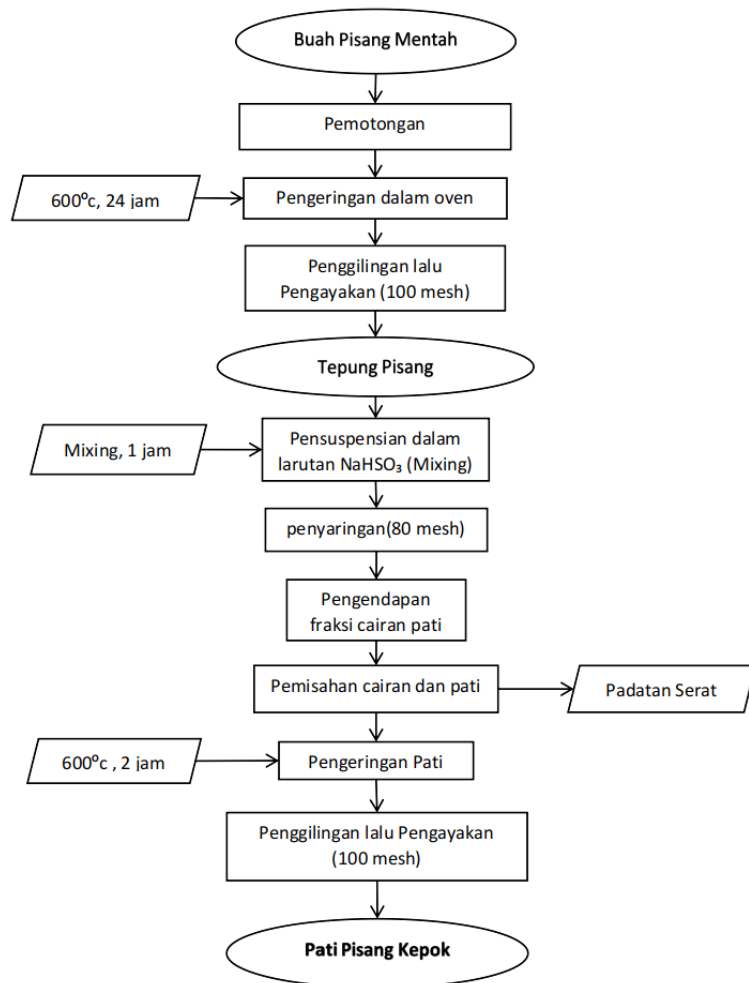 Buah Pisang Mentah
Pemotongan
600⁰c, 24 jam
Pengeringan dalam oven
Penggilingan lalu
Pengayakan (100 mesh)
Tepung Pisang
Mixing, 1 jam
Pensuspensian dalam
larutan NaHSO₃ (Mixing)
penyaringan(80 mesh)
Pengendapan
fraksi cairan pati
Pemisahan cairan dan pati
Padatan Serat
600⁰c , 2 jam
Pengeringan Pati
Penggilingan lalu Pengayakan
(100 mesh)
Pati Pisang Kepok